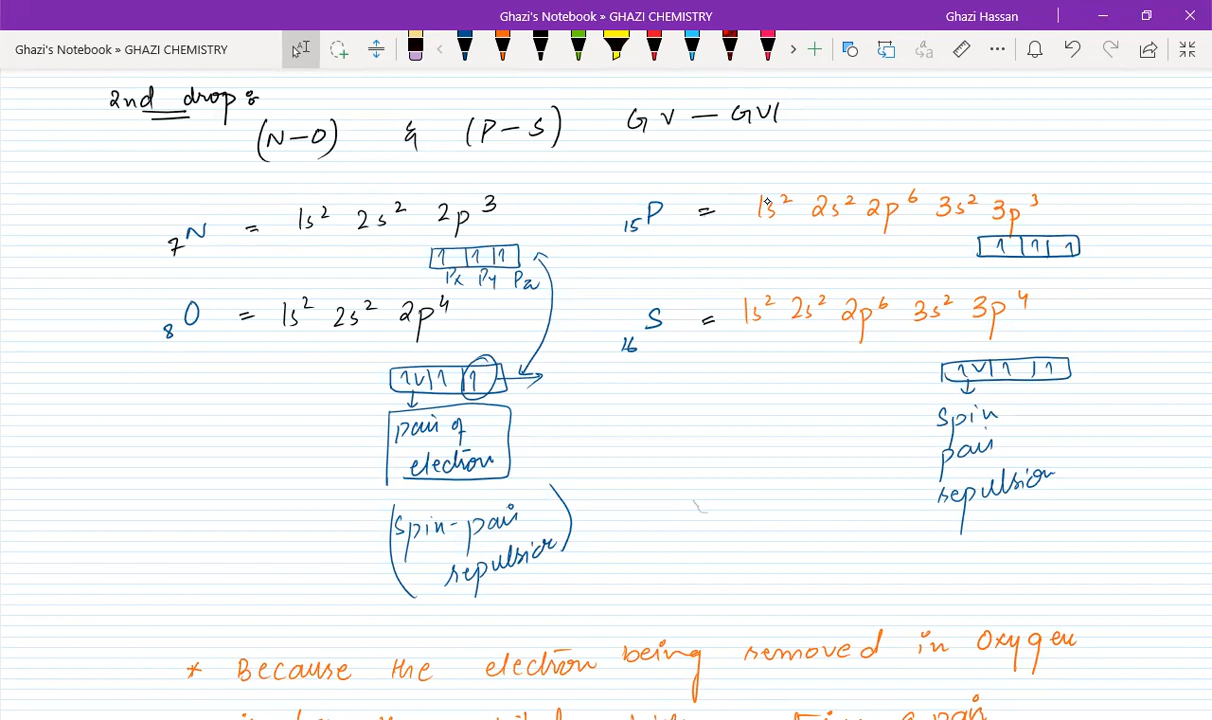 Ghazi's Notebook » GHAZI CHEMISTRY
Ghazi Hassan
Ghazi's Notebook » GHAZI CHEMISTRY
2nd drop:
(N-O) & (P-S) GV — GVI
₇N = 1s² 2s² 2p³
Px Py Pz
₈O = 1s² 2s² 2p⁴
pair of
election
(spin-pair
repulsion)
₁₅P = 1s² 2s² 2p⁶ 3s² 3p³
₁₆S = 1s² 2s² 2p⁶ 3s² 3p⁴
spin
pair
repulsion
* Because the electron being removed in oxygen
pair